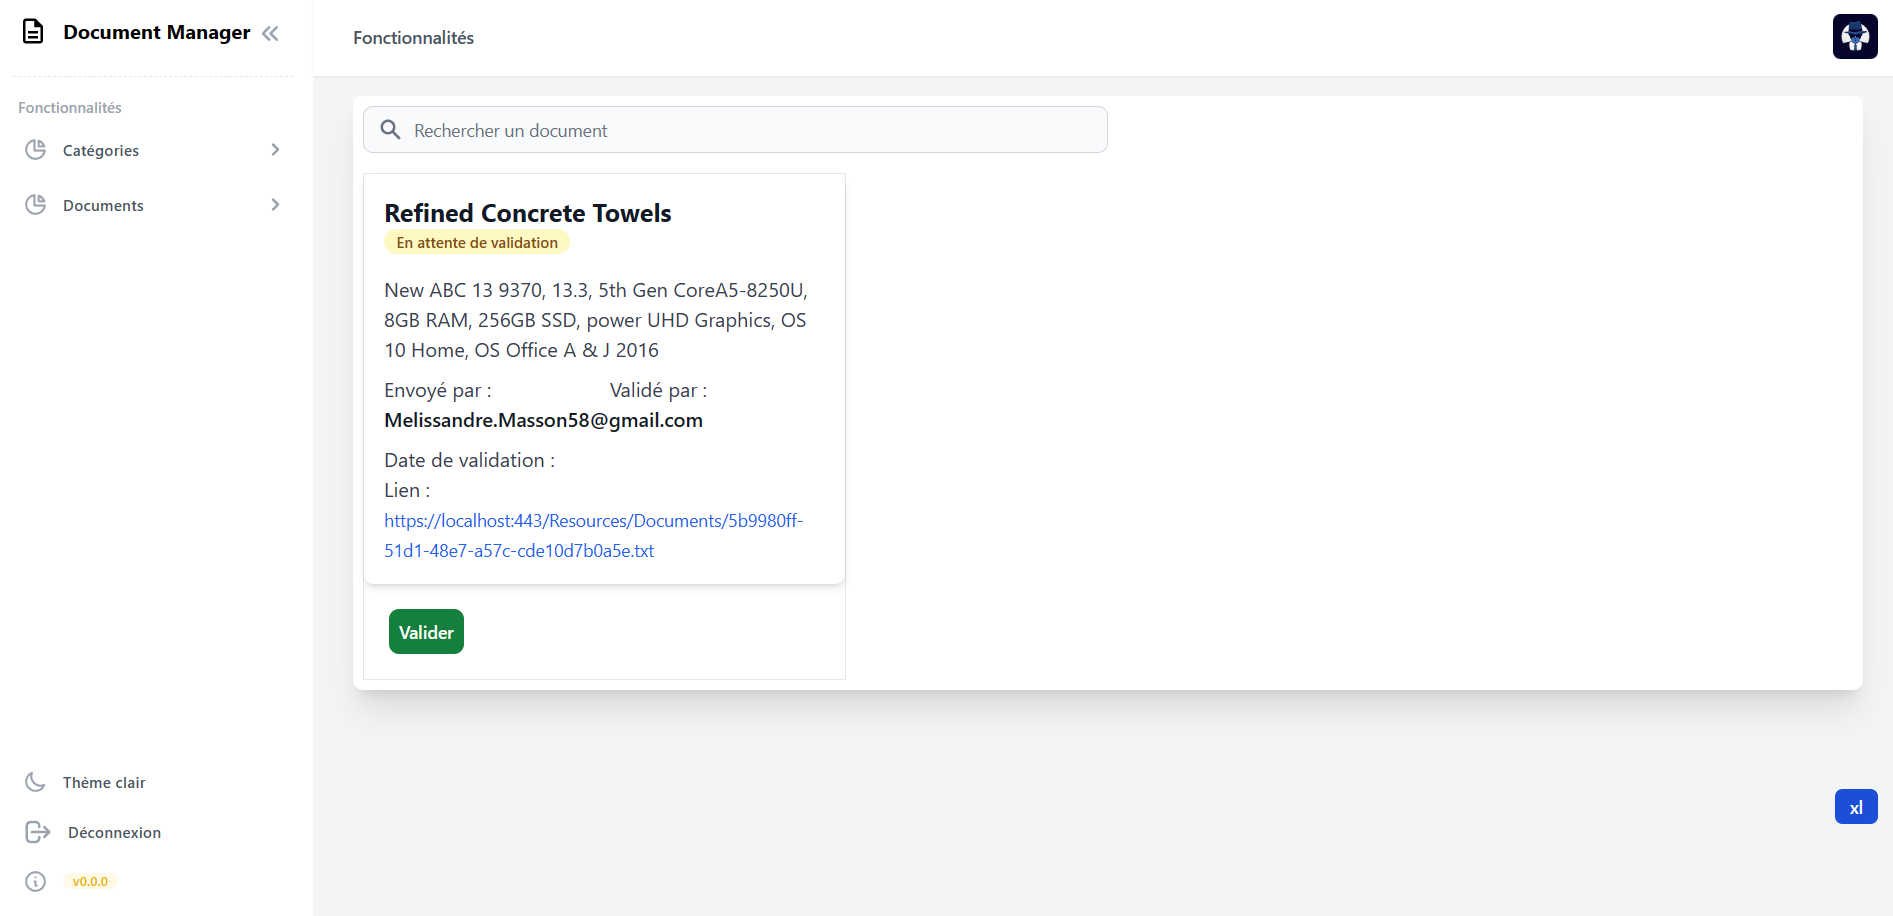 Document Manager
Fonctionnalités
Catégories
Documents
Thème clair
Déconnexion
v0.0.0
Fonctionnalités
Rechercher un document
Refined Concrete Towels
En attente de validation
New ABC 13 9370, 13.3, 5th Gen CoreA5-8250U,
8GB RAM, 256GB SSD, power UHD Graphics, OS
10 Home, OS Office A & J 2016
Envoyé par : Validé par :
Melissandre.Masson58@gmail.com
Date de validation :
Lien :
https://localhost:443/Resources/Documents/5b9980ff-
51d1-48e7-a57c-cde10d7b0a5e.txt
Valider
xl